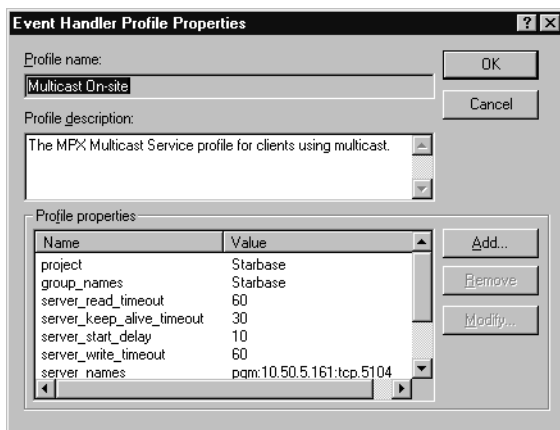 Event Handler Profile Properties
Profile name:
Multicast On-site
OK
Cancel
Profile description:
The MPX Multicast Service profile for clients using multicast.
Profile properties
Name Value
project Starbase
group_names Starbase
server_read_timeout 60
server_keep_alive_timeout 30
server_start_delay 10
server_write_timeout 60
server_names pgm:10.50.5.161:tcp.5104
Add...
Remove
Modify...